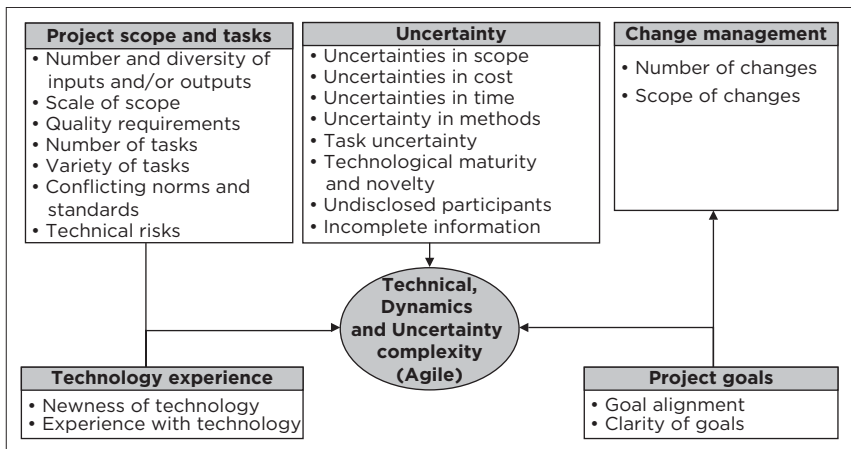 Project scope and tasks
• Number and diversity of
inputs and/or outputs
• Scale of scope
• Quality requirements
• Number of tasks
• Variety of tasks
• Conflicting norms and
standards
• Technical risks
Uncertainty
• Uncertainties in scope
• Uncertainties in cost
• Uncertainties in time
• Uncertainty in methods
• Task uncertainty
• Technological maturity
and novelty
• Undisclosed participants
• Incomplete information
Change management
• Number of changes
• Scope of changes
Technical,
Dynamics
and Uncertainty
complexity
(Agile)
Technology experience
• Newness of technology
• Experience with technology
Project goals
• Goal alignment
• Clarity of goals